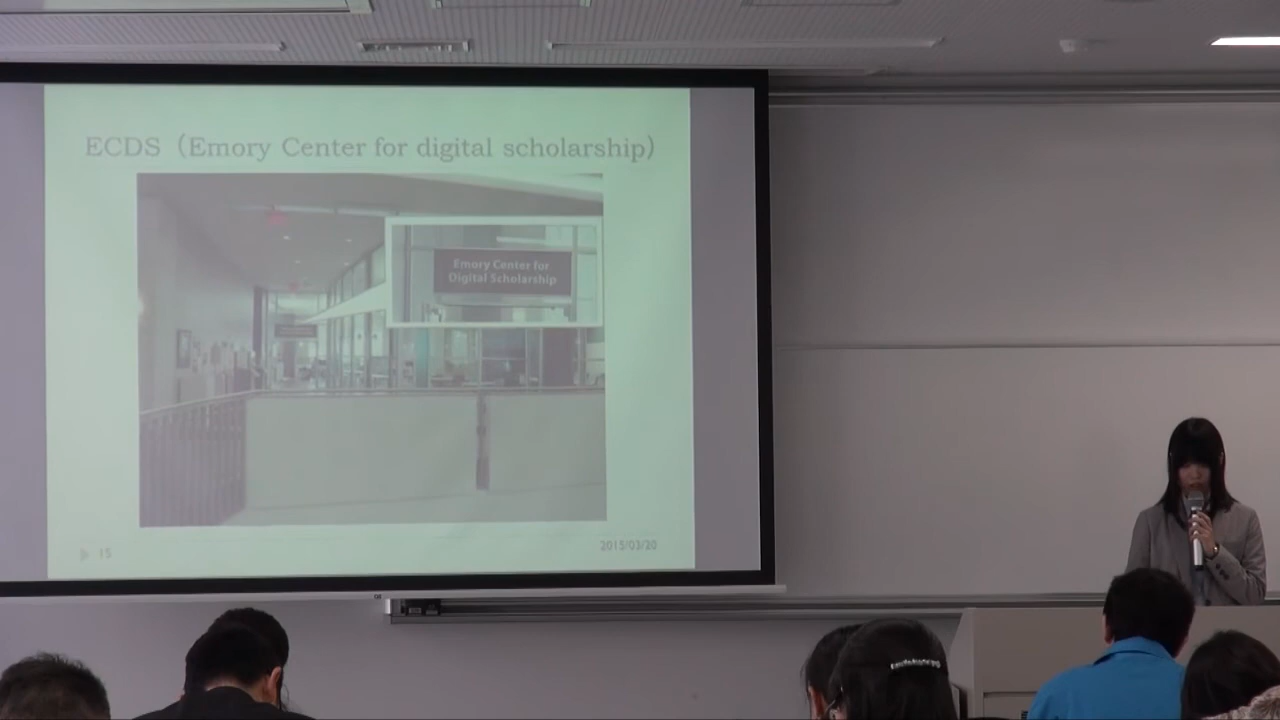 ECDS（Emory Center for digital scholarship）
Emory Center for
Digital Scholarship
15
2015/03/20